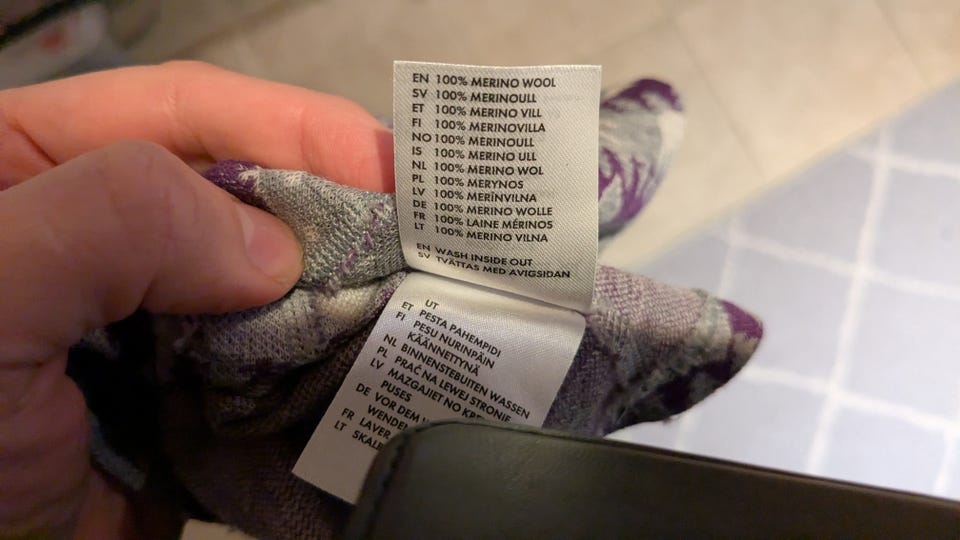 EN 100% MERINO WOOL
SV 100% MERINOULL
ET 100% MERINO VILL
FI 100% MERINOVILLA
NO 100% MERINOULL
IS 100% MERINO ULL
NL 100% MERINO WOL
PL 100% MERYNOS
LV 100% MERĪNVILNA
DE 100% MERINO WOLLE
FR 100% LAINE MÉRINOS
LT 100% MERINO VILNA
EN WASH INSIDE OUT
SV TVÄTTAS MED AVIGSIDAN
UT
ET PESTA PAHEMPIDI
FI PESU NURINPÄIN
KÄÄNNETTYNÄ
NL BINNENSTEBUITEN WASSEN
PL PRAĆ NA LEWEJ STRONIE
LV MAZGAJIET NO
PUSES
DE VOR DEM
WENDEN
FR LAVER
LT